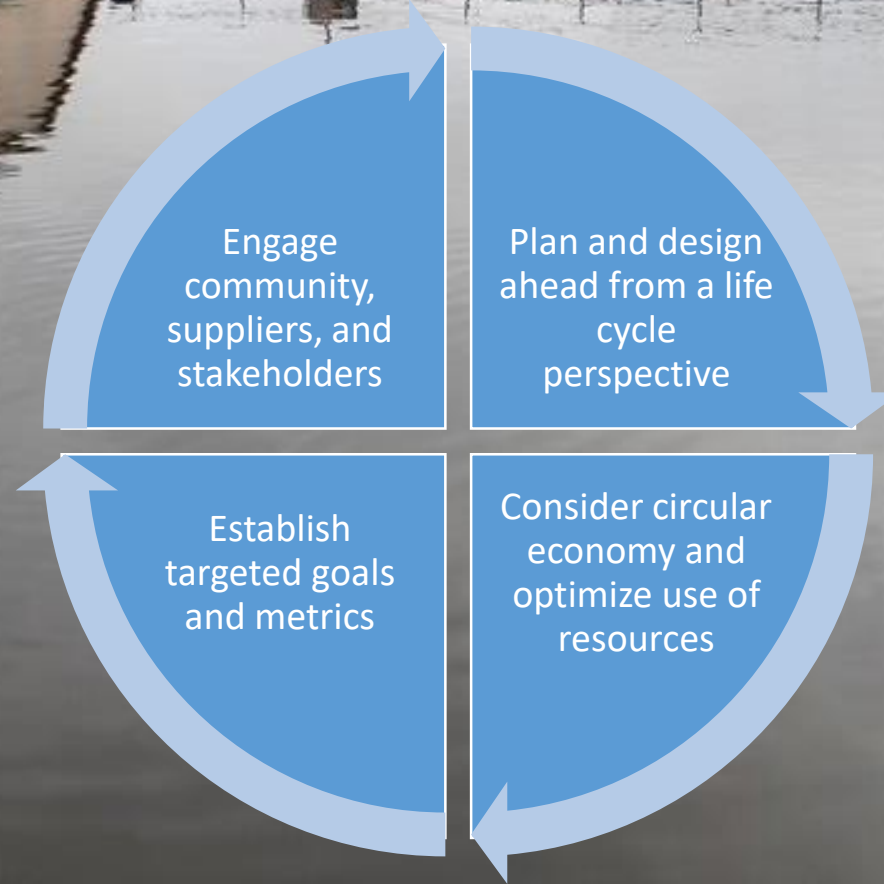 Engage
community,
suppliers, and
stakeholders
Plan and design
ahead from a life
cycle
perspective
Consider circular
economy and
optimize use of
resources
Establish
targeted goals
and metrics